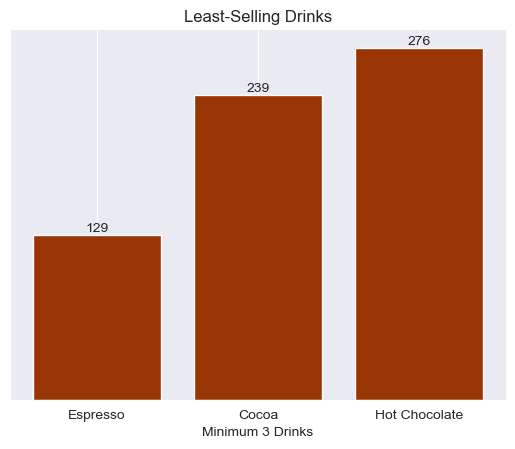 Least-Selling Drinks
276
239
129
Espresso
Cocoa
Hot Chocolate
Minimum 3 Drinks